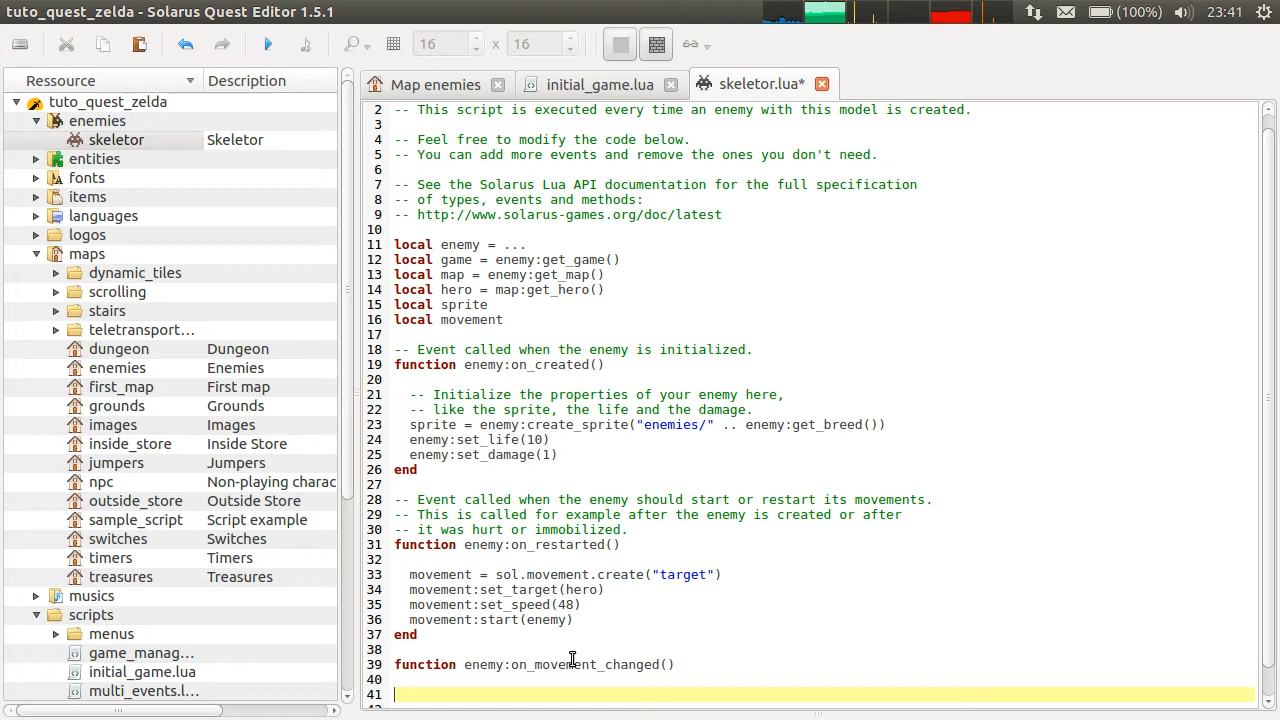 tuto_quest_zelda - Solarus Quest Editor 1.5.1
(100%)
23:41
16 x 16
Ressource Description
tuto_quest_zelda
enemies
skeletor Skeletor
entities
fonts
items
languages
logos
maps
dynamic_tiles
scrolling
stairs
teletransport...
dungeon Dungeon
enemies Enemies
first_map First map
grounds Grounds
images Images
inside_store Inside Store
jumpers Jumpers
npc Non-playing charac
outside_store Outside Store
sample_script Script example
switches Switches
timers Timers
treasures Treasures
musics
scripts
menus
game_manag...
initial_game.lua
multi_events.l...
Map enemies
initial_game.lua
skeletor.lua*
2 -- This script is executed every time an enemy with this model is created.
3
4 -- Feel free to modify the code below.
5 -- You can add more events and remove the ones you don't need.
6
7 -- See the Solarus Lua API documentation for the full specification
8 -- of types, events and methods:
9 -- http://www.solarus-games.org/doc/latest
10
11 local enemy = ...
12 local game = enemy:get_game()
13 local map = enemy:get_map()
14 local hero = map:get_hero()
15 local sprite
16 local movement
17
18 -- Event called when the enemy is initialized.
19 function enemy:on_created()
20
21 -- Initialize the properties of your enemy here,
22 -- like the sprite, the life and the damage.
23 sprite = enemy:create_sprite("enemies/" .. enemy:get_breed())
24 enemy:set_life(10)
25 enemy:set_damage(1)
26 end
27
28 -- Event called when the enemy should start or restart its movements.
29 -- This is called for example after the enemy is created or after
30 -- it was hurt or immobilized.
31 function enemy:on_restarted()
32
33 movement = sol.movement.create("target")
34 movement:set_target(hero)
35 movement:set_speed(48)
36 movement:start(enemy)
37 end
38
39 function enemy:on_movement_changed()
40
41